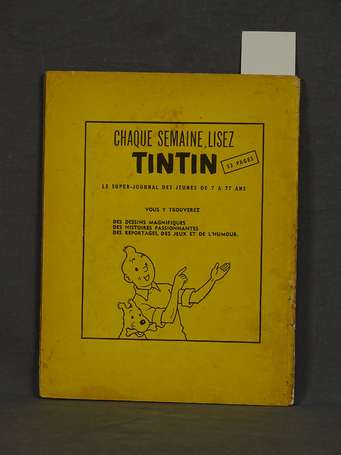 CHAQUE SEMAINE, LISEZ
TINTIN
52 PAGES
LE SUPER-JOURNAL DES JEUNES DE 7 A 77 ANS
VOUS Y TROUVEREZ
DES DESSINS MAGNIFIQUES
DES HISTOIRES PASSIONNANTES
DES REPORTAGES, DES JEUX ET DE L'HUMOUR.